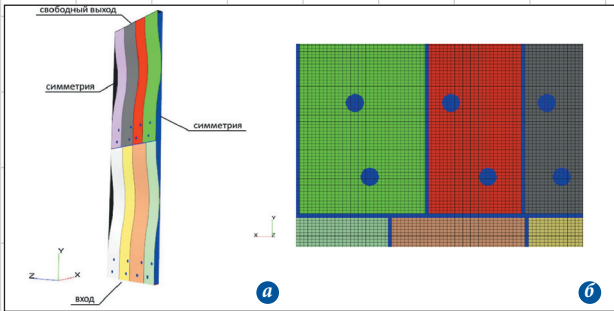 свободный выход
симметрия
симметрия
Y
Z
X
вход
а
Y
X
Z
б